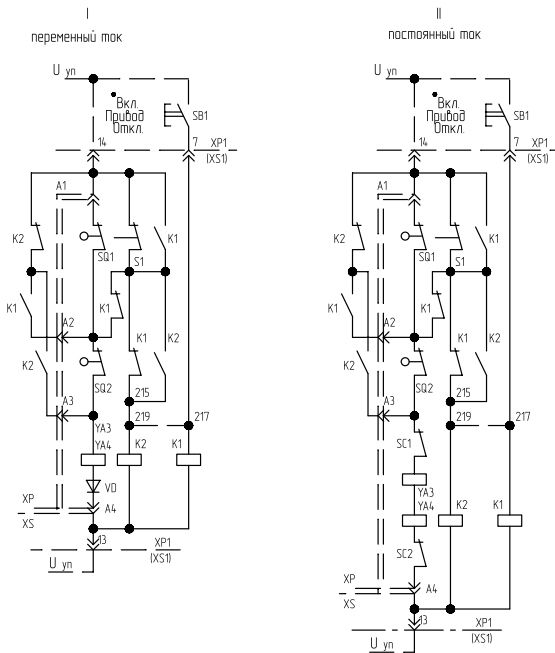 I
переменный ток
U уп
Вкл.
Привод
Откл.
SB1
14
7
XP1
(XS1)
A1
K2
SQ1
S1
K1
K1
K1
A2
K2
SQ2
K1
K2
A3
215
219
217
YA3
YA4
K2
K1
VD
XP
XS
A4
13
XP1
(XS1)
U уп
II
постоянный ток
U уп
Вкл.
Привод
Откл.
SB1
14
7
XP1
(XS1)
A1
K2
SQ1
S1
K1
K1
K1
A2
K2
SQ2
K1
K2
A3
215
219
217
SC1
YA3
YA4
K2
K1
SC2
XP
XS
A4
13
XP1
(XS1)
U уп